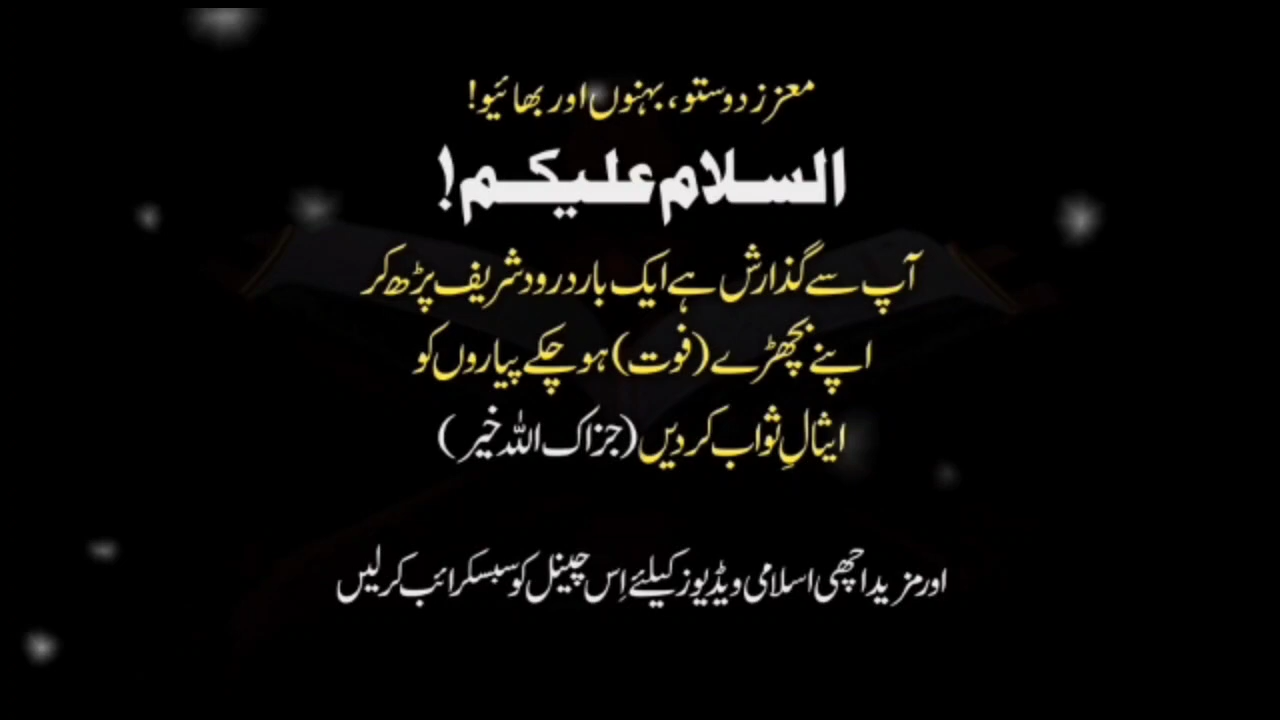 معزز دوستو، بہنوں اور بھائیو!
السلام علیکم!
آپ سے گذارش ہے ایک بار درود شریف پڑھ کر
اپنے بچھڑے (فوت) ہو چکے پیاروں کو
ایثالِ ثواب کر دیں (جزاک اللہ خیر)
اور مزید اچھی اسلامی ویڈیوز کیلئے اِس چینل کو سبسکرائب کر لیں